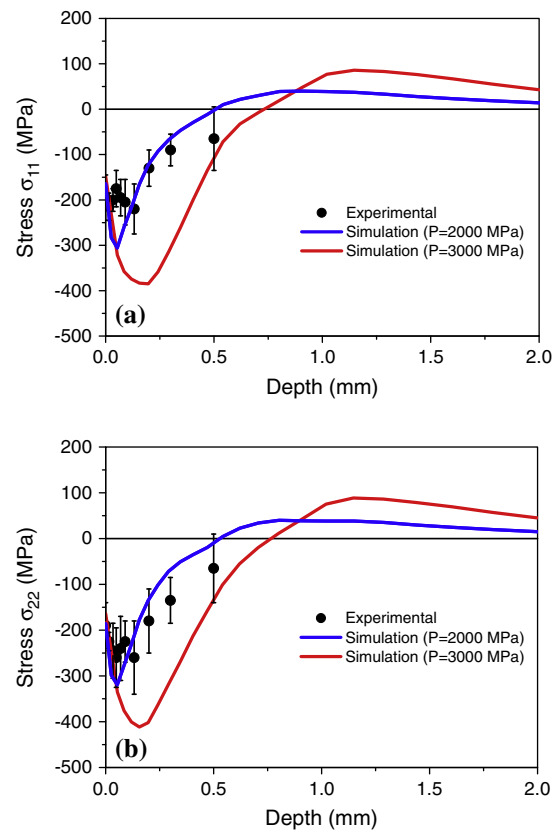 200
100
0
-100
-200
-300
-400
-500
Stress σ11 (MPa)
Experimental
Simulation (P=2000 MPa)
Simulation (P=3000 MPa)
(a)
0.0 0.5 1.0 1.5 2.0
Depth (mm)
200
100
0
-100
-200
-300
-400
-500
Stress σ22 (MPa)
Experimental
Simulation (P=2000 MPa)
Simulation (P=3000 MPa)
(b)
0.0 0.5 1.0 1.5 2.0
Depth (mm)